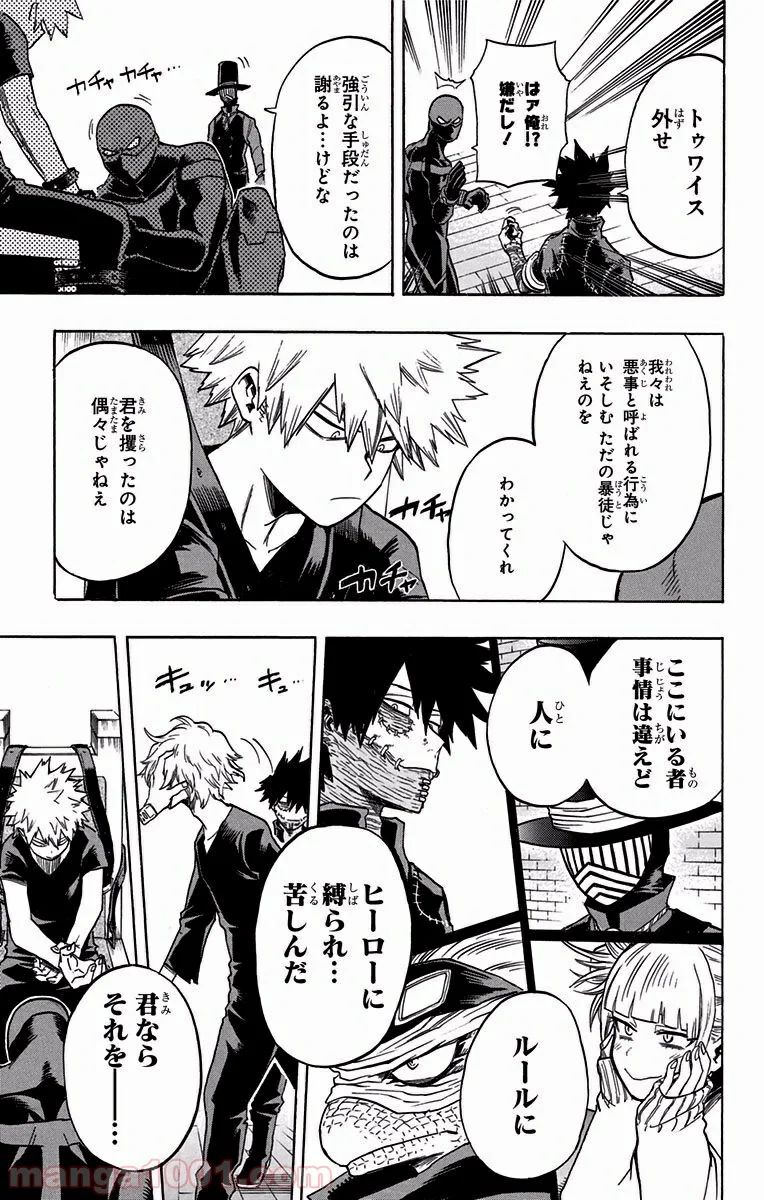 トゥワイス
外せ
はァ俺!?
嫌だし！
強引な手段だったのは
謝るよ…けどな
カチャカチャ
我々は
悪事と呼ばれる行為に
いそしむただの暴徒じゃ
ねえのを
わかってくれ
君を攫ったのは
偶々じゃねえ
カチャ
カチャ
ここにいる者
事情は違えど
人に
ルールに
ヒーローに
縛られ…
苦しんだ
キュッ
キュ…
君なら
それを――…
manga1001.com